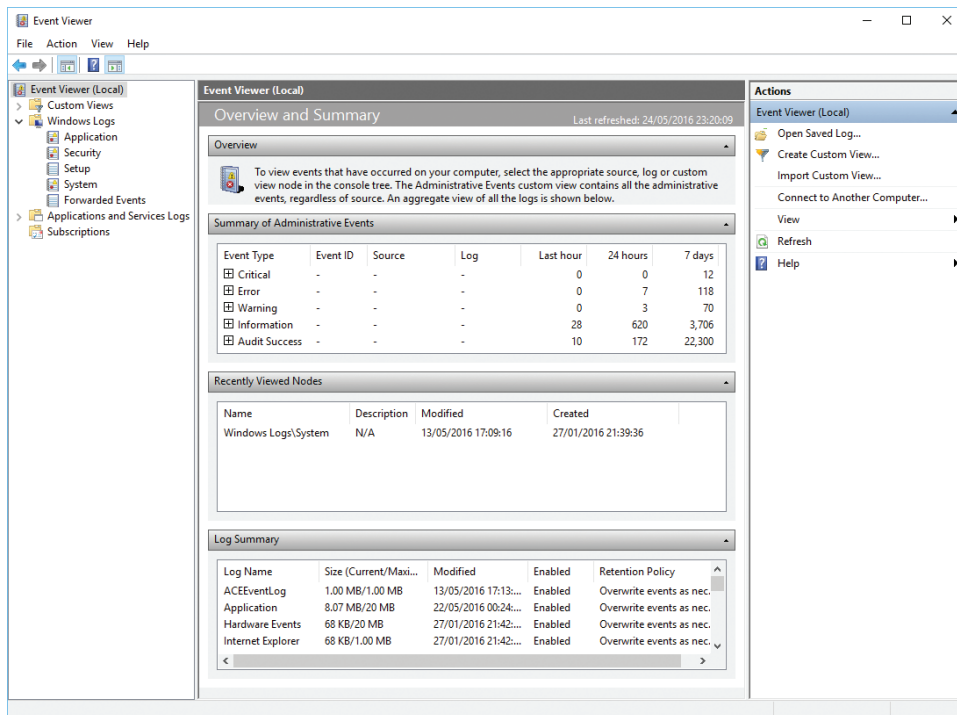 Event Viewer
File Action View Help
Event Viewer (Local)
Custom Views
Windows Logs
Application
Security
Setup
System
Forwarded Events
Applications and Services Logs
Subscriptions
Event Viewer (Local)
Overview and Summary
Last refreshed: 24/05/2016 23:20:09
Overview
To view events that have occurred on your computer, select the appropriate source, log or custom
view node in the console tree. The Administrative Events custom view contains all the administrative
events, regardless of source. An aggregate view of all the logs is shown below.
Summary of Administrative Events
Event Type Event ID Source Log Last hour 24 hours 7 days
Critical - - - 0 0 12
Error - - - 0 7 118
Warning - - - 0 3 70
Information - - - 28 620 3,706
Audit Success - - - 10 172 22,300
Recently Viewed Nodes
Name Description Modified Created
Windows Logs\System N/A 13/05/2016 17:09:16 27/01/2016 21:39:36
Log Summary
Log Name Size (Current/Maxi... Modified Enabled Retention Policy
ACEEventLog 1.00 MB/1.00 MB 13/05/2016 17:13:... Enabled Overwrite events as nec.
Application 8.07 MB/20 MB 22/05/2016 00:24:... Enabled Overwrite events as nec.
Hardware Events 68 KB/20 MB 27/01/2016 21:42:... Enabled Overwrite events as nec.
Internet Explorer 68 KB/1.00 MB 27/01/2016 21:42:... Enabled Overwrite events as nec.
Actions
Event Viewer (Local)
Open Saved Log...
Create Custom View...
Import Custom View...
Connect to Another Computer...
View
Refresh
Help